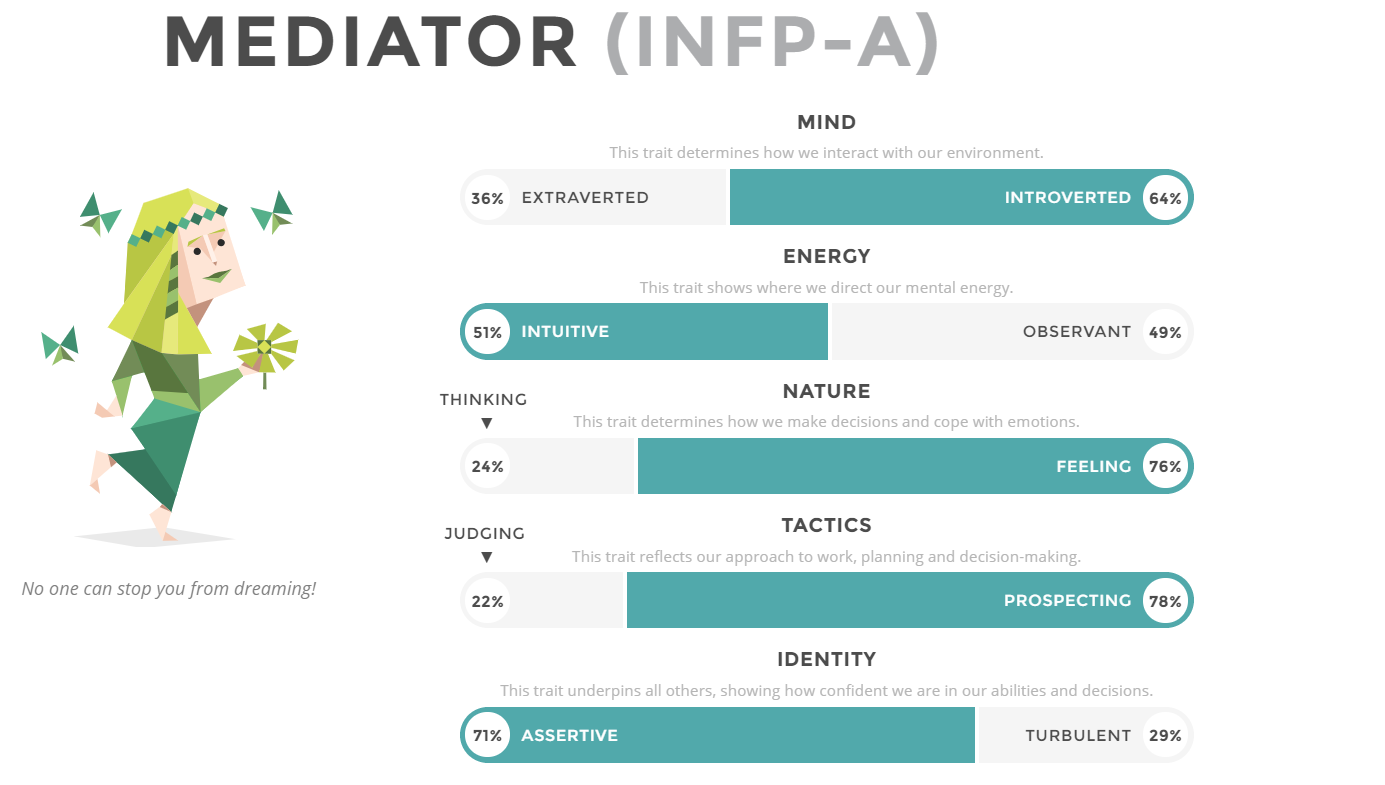 MEDIATOR (INFP-A)
MIND
This trait determines how we interact with our environment.
36% EXTRAVERTED INTROVERTED 64%
ENERGY
This trait shows where we direct our mental energy.
51% INTUITIVE OBSERVANT 49%
NATURE
THINKING
This trait determines how we make decisions and cope with emotions.
24% FEELING 76%
TACTICS
JUDGING
This trait reflects our approach to work, planning and decision-making.
22% PROSPECTING 78%
IDENTITY
This trait underpins all others, showing how confident we are in our abilities and decisions.
71% ASSERTIVE TURBULENT 29%
No one can stop you from dreaming!